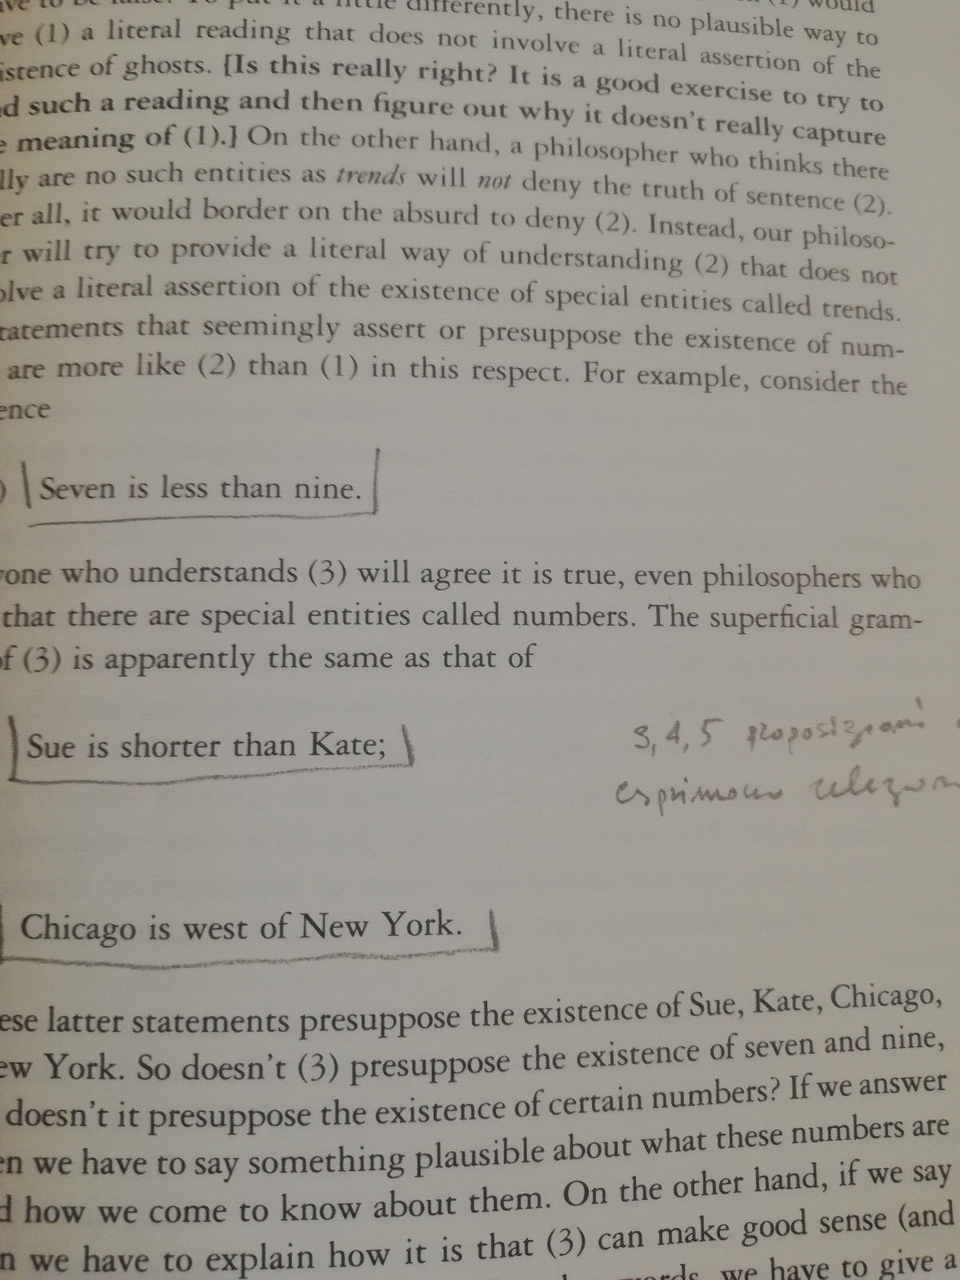 differently, there is no plausible way to
(1) a literal reading that does not involve a literal assertion of the
istence of ghosts. [Is this really right? It is a good exercise to try to
d such a reading and then figure out why it doesn't really capture
e meaning of (1).] On the other hand, a philosopher who thinks there
lly are no such entities as trends will not deny the truth of sentence (2).
er all, it would border on the absurd to deny (2). Instead, our philoso-
r will try to provide a literal way of understanding (2) that does not
olve a literal assertion of the existence of special entities called trends.
tatements that seemingly assert or presuppose the existence of num-
are more like (2) than (1) in this respect. For example, consider the
ence
) Seven is less than nine.
yone who understands (3) will agree it is true, even philosophers who
that there are special entities called numbers. The superficial gram-
f (3) is apparently the same as that of
Sue is shorter than Kate;
3, 4, 5 proposizioni
esprimono relazion
Chicago is west of New York.
ese latter statements presuppose the existence of Sue, Kate, Chicago,
ew York. So doesn't (3) presuppose the existence of seven and nine,
doesn't it presuppose the existence of certain numbers? If we answer
en we have to say something plausible about what these numbers are
d how we come to know about them. On the other hand, if we say
n we have to explain how it is that (3) can make good sense (and
we have to give a